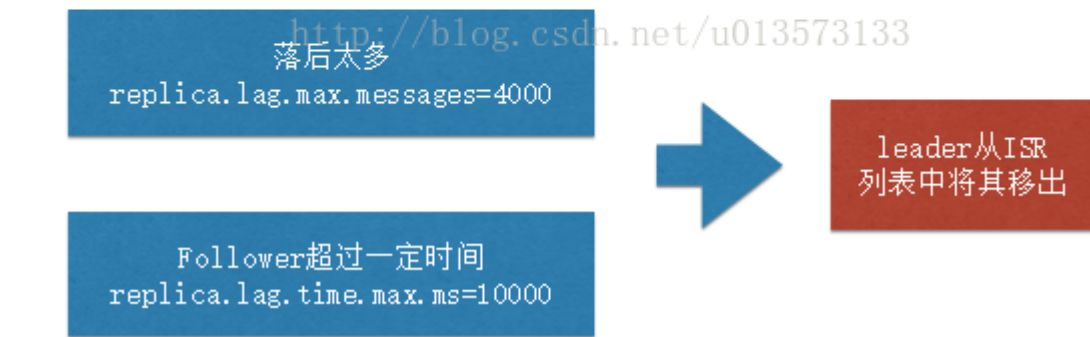 http://blog.csdn.net/u013573133
落后太多
replica.lag.max.messages=4000
leader从ISR
列表中将其移出
Follower超过一定时间
replica.lag.time.max.ms=10000